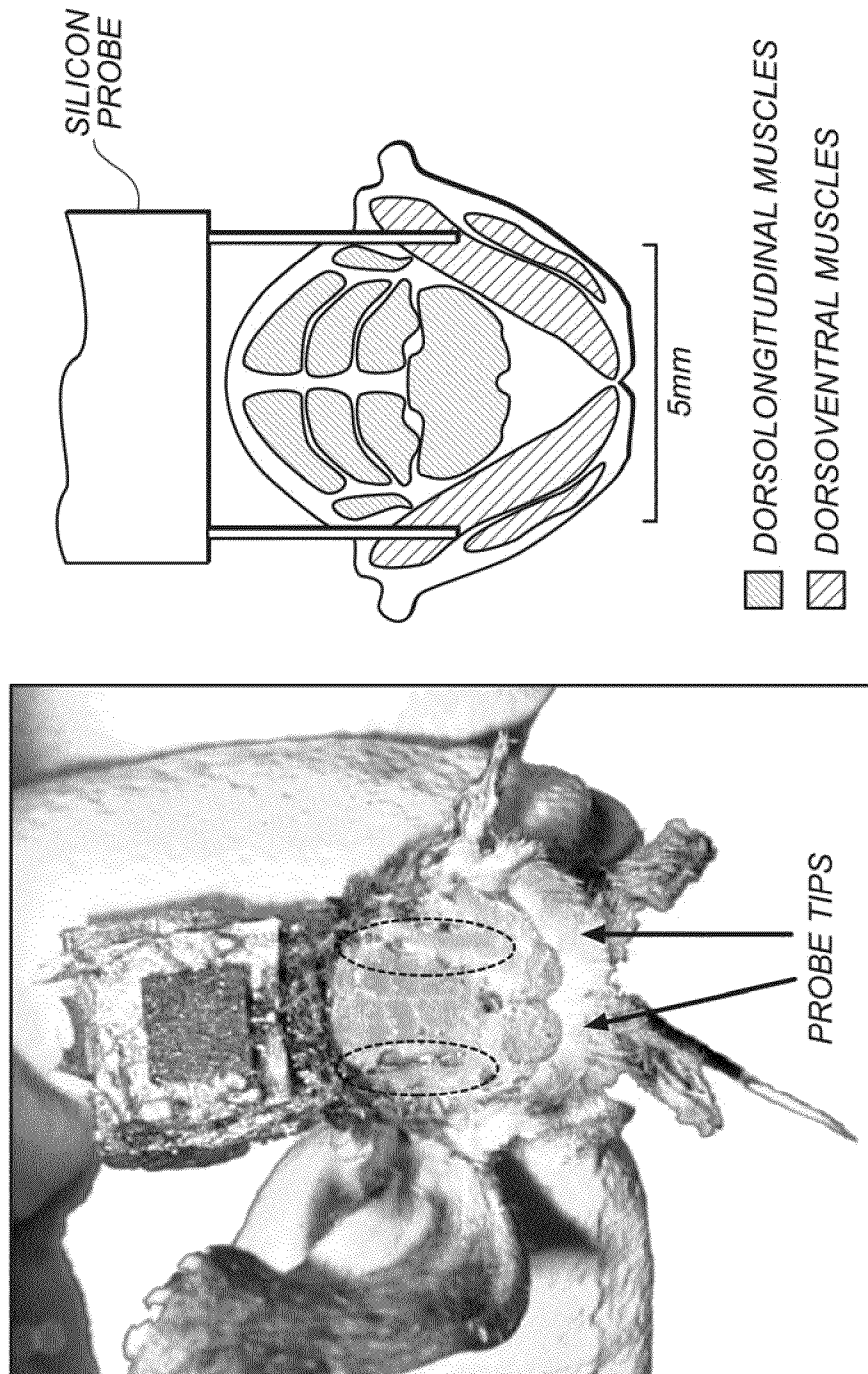 SILICON
PROBE
5mm
DORSOLONGITUDINAL MUSCLES
DORSOVENTRAL MUSCLES
PROBE TIPS